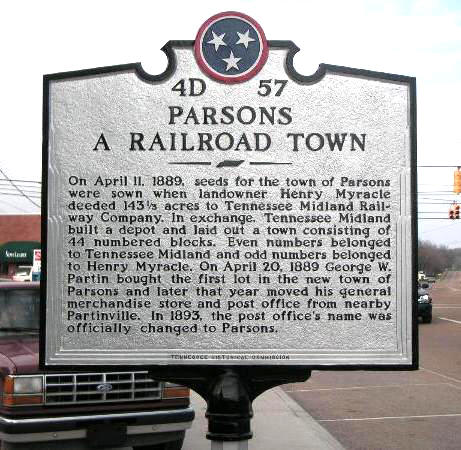 4D 57
PARSONS
A RAILROAD TOWN
On April 11, 1889, seeds for the town of Parsons
were sown when landowner Henry Myracle
deeded 143⅓ acres to Tennessee Midland Rail-
way Company. In exchange, Tennessee Midland
built a depot and laid out a town consisting of
44 numbered blocks. Even numbers belonged
to Tennessee Midland and odd numbers belonged
to Henry Myracle. On April 20, 1889 George W.
Partin bought the first lot in the new town of
Parsons and later that year moved his general
merchandise store and post office from nearby
Partinville. In 1893, the post office's name was
officially changed to Parsons.
TENNESSEE HISTORICAL COMMISSION